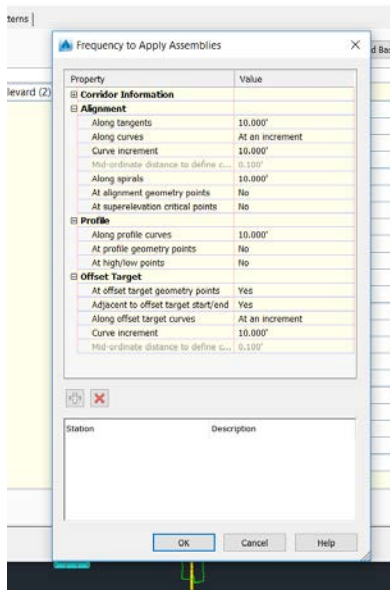 terns
Frequency to Apply Assemblies
d Bas
levard (2)
Property Value
Corridor Information
Alignment
Along tangents 10.000'
Along curves At an increment
Curve increment 10.000'
Mid-ordinate distance to define c... 0.100'
Along spirals 10.000'
At alignment geometry points No
At superelevation critical points No
Profile
Along profile curves 10.000'
At profile geometry points No
At high/low points No
Offset Target
At offset target geometry points Yes
Adjacent to offset target start/end Yes
Along offset target curves At an increment
Curve increment 10.000'
Mid-ordinate distance to define c... 0.100'
Station Description
OK Cancel Help